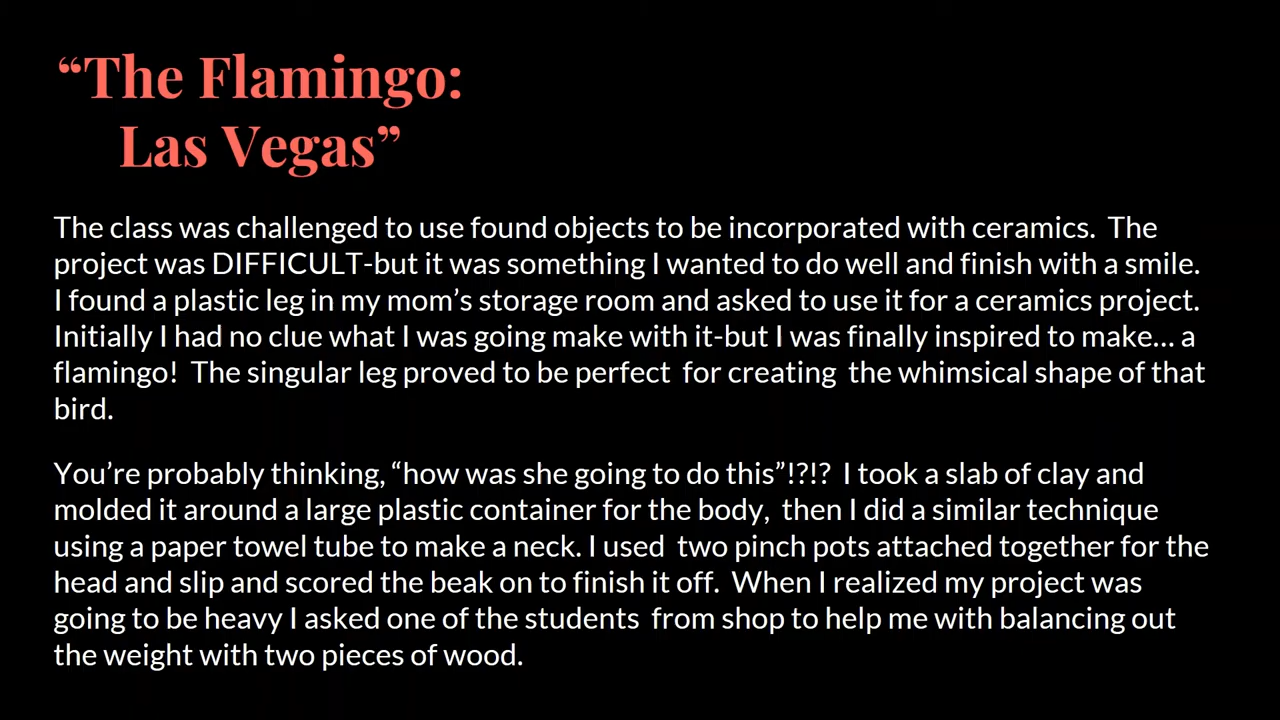 “The Flamingo:
Las Vegas”
The class was challenged to use found objects to be incorporated with ceramics.  The
project was DIFFICULT-but it was something I wanted to do well and finish with a smile.
I found a plastic leg in my mom’s storage room and asked to use it for a ceramics project.
Initially I had no clue what I was going make with it-but I was finally inspired to make… a
flamingo!  The singular leg proved to be perfect  for creating  the whimsical shape of that
bird.
You’re probably thinking, “how was she going to do this”!?!?  I took a slab of clay and
molded it around a large plastic container for the body,  then I did a similar technique
using a paper towel tube to make a neck. I used  two pinch pots attached together for the
head and slip and scored the beak on to finish it off.  When I realized my project was
going to be heavy I asked one of the students  from shop to help me with balancing out
the weight with two pieces of wood.